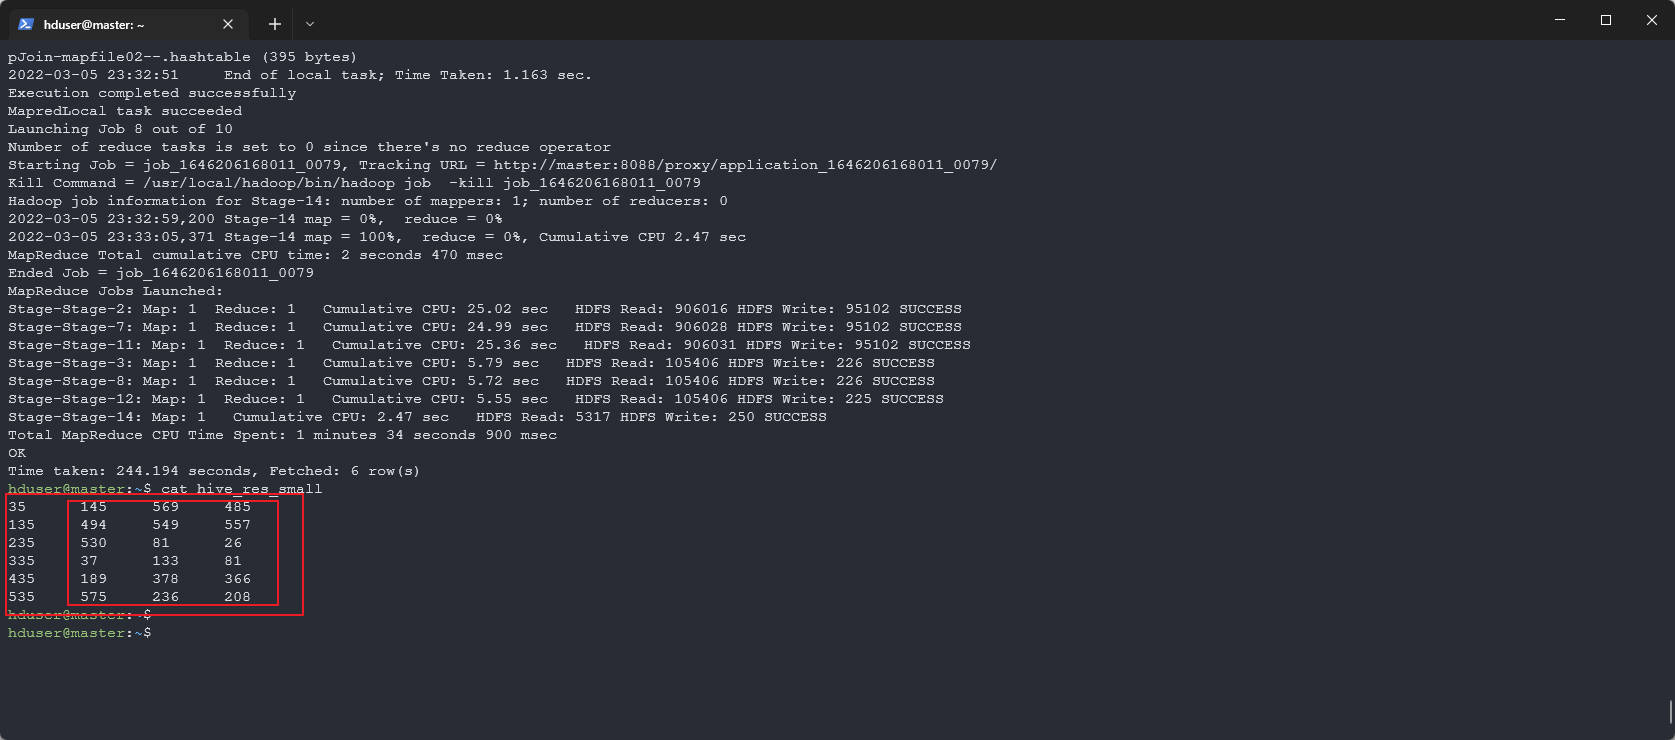 hduser@master: ~
pJoin-mapfile02--.hashtable (395 bytes)
2022-03-05 23:32:51     End of local task; Time Taken: 1.163 sec.
Execution completed successfully
MapredLocal task succeeded
Launching Job 8 out of 10
Number of reduce tasks is set to 0 since there's no reduce operator
Starting Job = job_1646206168011_0079, Tracking URL = http://master:8088/proxy/application_1646206168011_0079/
Kill Command = /usr/local/hadoop/bin/hadoop job  -kill job_1646206168011_0079
Hadoop job information for Stage-14: number of mappers: 1; number of reducers: 0
2022-03-05 23:32:59,200 Stage-14 map = 0%,  reduce = 0%
2022-03-05 23:33:05,371 Stage-14 map = 100%,  reduce = 0%, Cumulative CPU 2.47 sec
MapReduce Total cumulative CPU time: 2 seconds 470 msec
Ended Job = job_1646206168011_0079
MapReduce Jobs Launched:
Stage-Stage-2: Map: 1  Reduce: 1   Cumulative CPU: 25.02 sec   HDFS Read: 906016 HDFS Write: 95102 SUCCESS
Stage-Stage-7: Map: 1  Reduce: 1   Cumulative CPU: 24.99 sec   HDFS Read: 906028 HDFS Write: 95102 SUCCESS
Stage-Stage-11: Map: 1  Reduce: 1   Cumulative CPU: 25.36 sec   HDFS Read: 906031 HDFS Write: 95102 SUCCESS
Stage-Stage-3: Map: 1  Reduce: 1   Cumulative CPU: 5.79 sec   HDFS Read: 105406 HDFS Write: 226 SUCCESS
Stage-Stage-8: Map: 1  Reduce: 1   Cumulative CPU: 5.72 sec   HDFS Read: 105406 HDFS Write: 226 SUCCESS
Stage-Stage-12: Map: 1  Reduce: 1   Cumulative CPU: 5.55 sec   HDFS Read: 105406 HDFS Write: 225 SUCCESS
Stage-Stage-14: Map: 1   Cumulative CPU: 2.47 sec   HDFS Read: 5317 HDFS Write: 250 SUCCESS
Total MapReduce CPU Time Spent: 1 minutes 34 seconds 900 msec
OK
Time taken: 244.194 seconds, Fetched: 6 row(s)
hduser@master:~$ cat hive_res_small
35      145     569     485
135     494     549     557
235     530     81      26
335     37      133     81
435     189     378     366
535     575     236     208
hduser@master:~$
hduser@master:~$